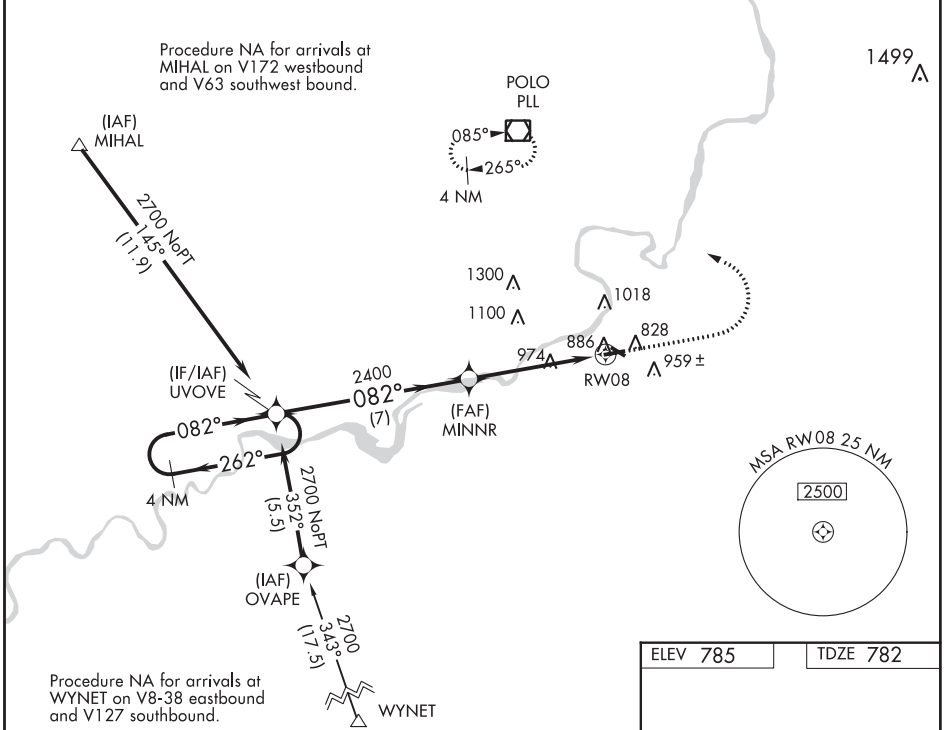 Procedure NA for arrivals at
MIHAL on V172 westbound
and V63 southwest bound.
1499
POLO
PLL
(IAF)
MIHAL
085°
265°
4 NM
2700 NoPT
145°
(11.9)
1300
1100
1018
886
828
974
959 ±
RW08
(IF/IAF)
UVOVE
2400
082°
(7)
(FAF)
MINNR
082°
262°
4 NM
2700 NoPT
352°
(5.5)
MSA RW08 25 NM
2500
(IAF)
OVAPE
2700
343°
(17.5)
WYNET
ELEV 785
TDZE 782
Procedure NA for arrivals at
WYNET on V8-38 eastbound
and V127 southbound.